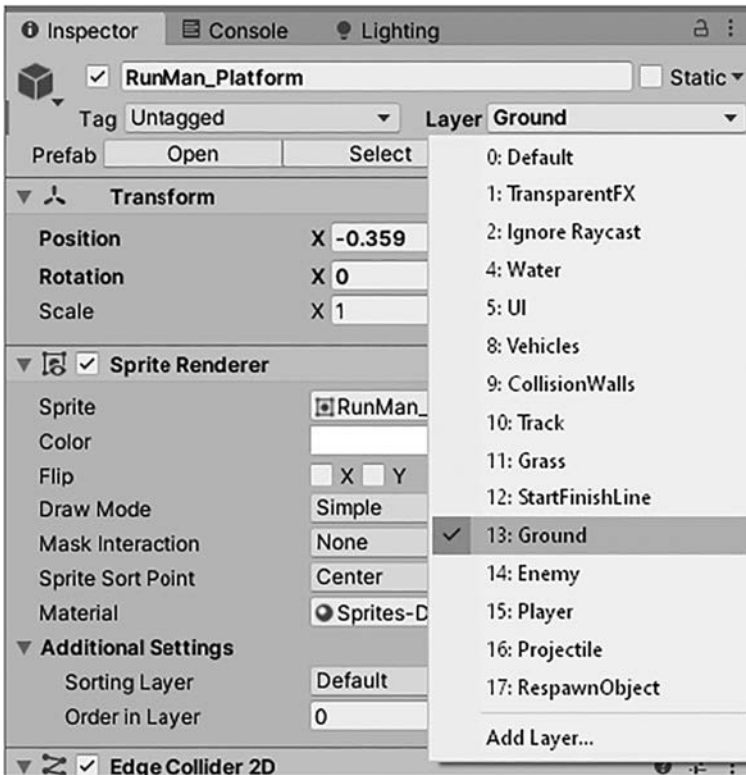 Inspector Console Lighting
RunMan_Platform Static
Tag Untagged Layer Ground
Prefab Open Select
0: Default
1: TransparentFX
2: Ignore Raycast
4: Water
5: UI
8: Vehicles
9: CollisionWalls
10: Track
11: Grass
12: StartFinishLine
13: Ground
14: Enemy
15: Player
16: Projectile
17: RespawnObject
Add Layer...
Transform
Position X -0.359
Rotation X 0
Scale X 1
Sprite Renderer
Sprite RunMan_
Color
Flip X Y
Draw Mode Simple
Mask Interaction None
Sprite Sort Point Center
Material Sprites-D
Additional Settings
Sorting Layer Default
Order in Layer 0
Edge Collider 2D